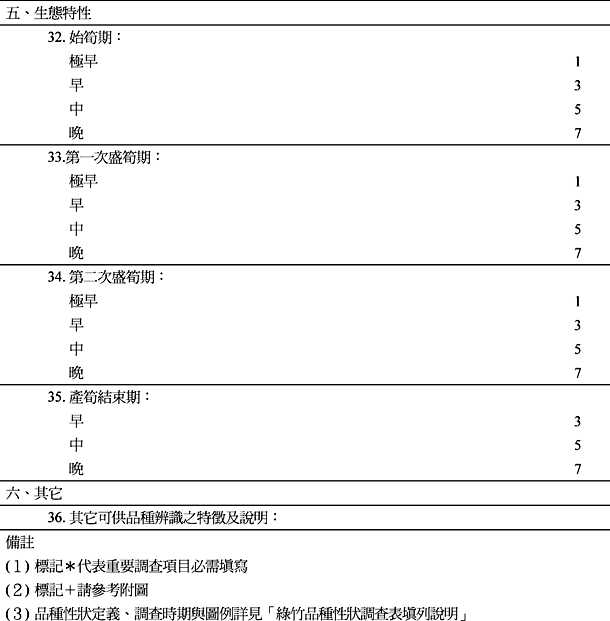 五、生態特性
32. 始筍期：
極早 1
早 3
中 5
晚 7
33.第一次盛筍期：
極早 1
早 3
中 5
晚 7
34. 第二次盛筍期：
極早 1
早 3
中 5
晚 7
35. 產筍結束期：
早 3
中 5
晚 7
六、其它
36. 其它可供品種辨識之特徵及說明：
備註
(1) 標記＊代表重要調查項目必需填寫
(2) 標記＋請參考附圖
(3) 品種性狀定義、調查時期與圖例詳見「綠竹品種性狀調查表填列說明」